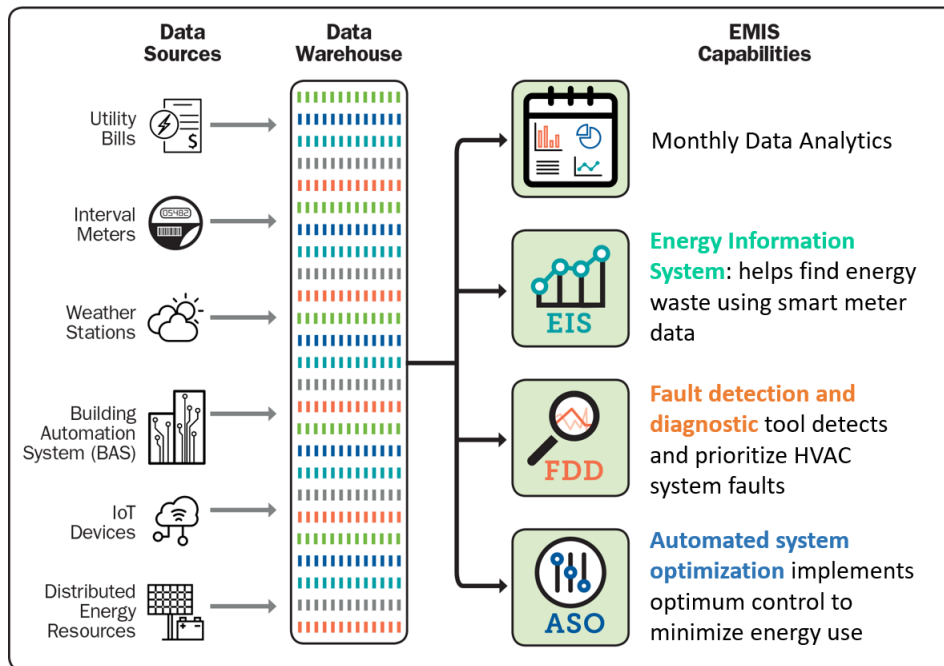 Data
Sources
Data
Warehouse
EMIS
Capabilities
Utility
Bills
$
Interval
Meters
05482
Weather
Stations
Building
Automation
System (BAS)
IoT
Devices
Distributed
Energy
Resources
Monthly Data Analytics
EIS
Energy Information
System: helps find energy
waste using smart meter
data
FDD
Fault detection and
diagnostic tool detects
and prioritize HVAC
system faults
ASO
Automated system
optimization implements
optimum control to
minimize energy use